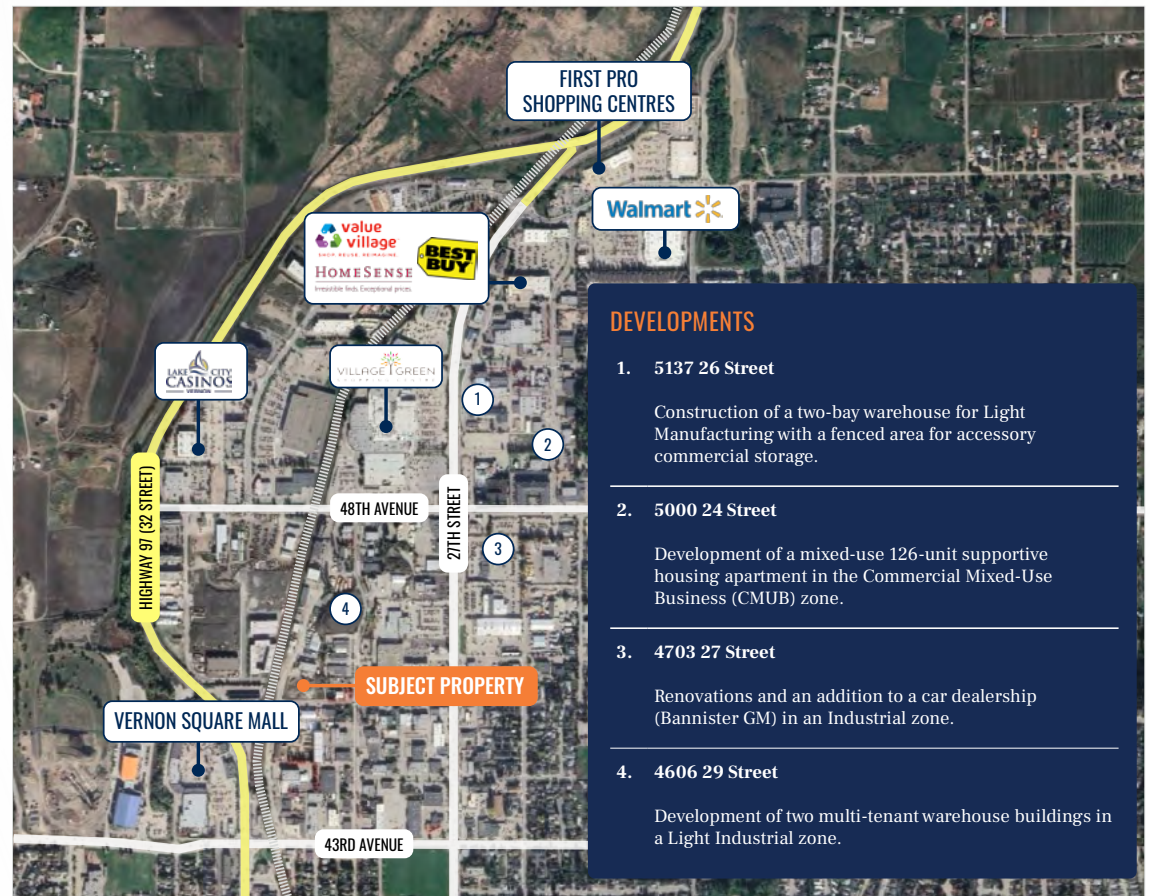 FIRST PRO
SHOPPING CENTRES
Walmart
value
village
SHOP. REUSE. REIMAGINE.
HOMESENSE
Irresistible finds. Exceptional prices.
BEST
BUY
LAKE CITY
CASINOS
VILLAGE GREEN
SHOPPING CENTRE
1
2
48TH AVENUE
27TH STREET
HIGHWAY 97 (32 STREET)
3
4
SUBJECT PROPERTY
VERNON SQUARE MALL
43RD AVENUE
DEVELOPMENTS
1. 5137 26 Street
Construction of a two-bay warehouse for Light
Manufacturing with a fenced area for accessory
commercial storage.
2. 5000 24 Street
Development of a mixed-use 126-unit supportive
housing apartment in the Commercial Mixed-Use
Business (CMUB) zone.
3. 4703 27 Street
Renovations and an addition to a car dealership
(Bannister GM) in an Industrial zone.
4. 4606 29 Street
Development of two multi-tenant warehouse buildings in
a Light Industrial zone.